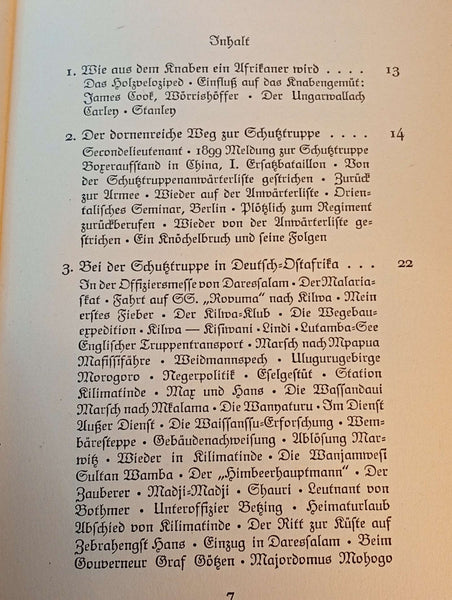 Inhalt
1. Wie aus dem Knaben ein Afrikaner wird . . . . 13
Das Holzveloziped • Einfluß auf das Knabengemüt:
James Cook, Wörrishöffer • Der Ungarwallach
Carley • Stanley
2. Der dornenreiche Weg zur Schutztruppe . . . . 14
Secondelieutenant • 1899 Meldung zur Schutztruppe
Boxeraufstand in China, I. Ersatzbataillon • Von
der Schutztruppenanwärterliste gestrichen • Zurück
zur Armee • Wieder auf der Anwärterliste • Orien-
talisches Seminar, Berlin • Plötzlich zum Regiment
zurückberufen • Wieder von der Anwärterliste ge-
strichen • Ein Knöchelbruch und seine Folgen
3. Bei der Schutztruppe in Deutsch-Ostafrika . . . 22
In der Offiziersmesse von Daressalam • Der Malaria-
skat • Fahrt auf SS. „Rovuma" nach Kilwa • Mein
erstes Fieber • Der Kilwa-Klub • Die Wegebau-
expedition • Kilwa — Kisiwani • Lindi • Lutamba-See
Englischer Truppentransport • Marsch nach Mpapua
Mafissifähre • Weidmannspech • Ulugurugebirge
Morogoro • Negerpolitik • Eselgestüt • Station
Kilimatinde • Max und Hans • Die Wassandaui
Marsch nach Mkalama • Die Wanyaturu • Im Dienst
Außer Dienst • Die Waissanssu-Erforschung • Wem-
bäresteppe • Gebäudenachweisung • Ablösung Mar-
witz • Wieder in Kilimatinde • Die Wanjamwesi
Sultan Wamba • Der „Himbeerhauptmann" • Der
Zauberer • Madji-Madji • Shauri • Leutnant von
Bothmer • Unteroffizier Betzing • Heimaturlaub
Abschied von Kilimatinde • Der Ritt zur Küste auf
Zebrahengst Hans • Einzug in Daressalam • Beim
Gouverneur Graf Götzen • Majordomus Mohogo
7